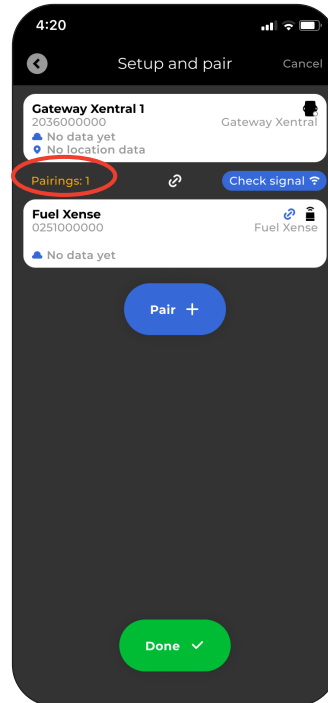 4:20
Setup and pair
Cancel
Gateway Xentral 1
2036000000
Gateway Xentral
No data yet
No location data
Pairings: 1
Check signal
Fuel Xense
0251000000
Fuel Xense
No data yet
Pair +
Done